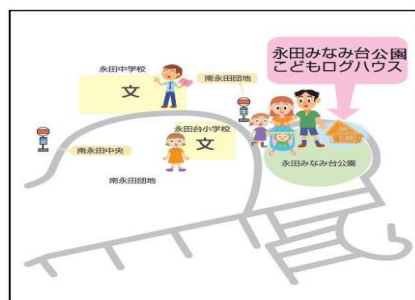 永田みなみ台公園
こどもログハウス
永田中学校
文
南永田団地
永田台小学校
文
南永田中央
南永田団地
永田みなみ台公園